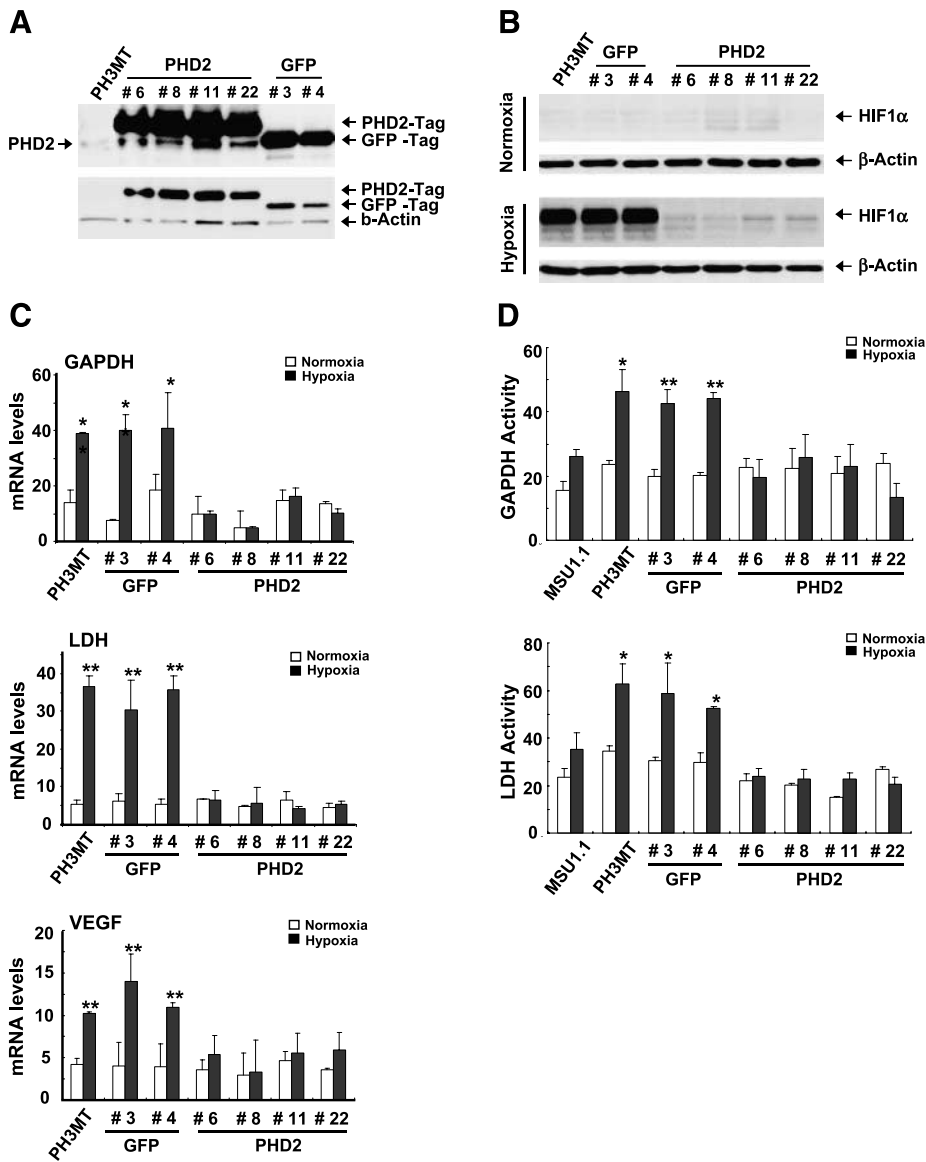 A
PH3MT
PHD2
GFP
# 6 # 8 # 11 # 22 # 3 # 4
PHD2
PHD2-Tag
GFP -Tag
PHD2-Tag
GFP -Tag
b-Actin
B
PH3MT
GFP
PHD2
# 3 # 4 # 6 # 8 # 11 # 22
Normoxia
HIF1α
β-Actin
Hypoxia
HIF1α
β-Actin
C
GAPDH
Normoxia
Hypoxia
mRNA levels
60
40
20
0
* * * * *
PH3MT
# 3 # 4 # 6 # 8 # 11 # 22
GFP
PHD2
LDH
Normoxia
Hypoxia
mRNA levels
40
30
20
10
0
** ** **
PH3MT
# 3 # 4 # 6 # 8 # 11 # 22
GFP
PHD2
VEGF
Normoxia
Hypoxia
mRNA levels
20
15
10
5
0
** ** **
PH3MT
# 3 # 4 # 6 # 8 # 11 # 22
GFP
PHD2
D
Normoxia
Hypoxia
GAPDH Activity
60
40
20
0
* ** **
MSU1.1
PH3MT
# 3 # 4 # 6 # 8 # 11 # 22
GFP
PHD2
Normoxia
Hypoxia
LDH Activity
80
60
40
20
0
* * *
MSU1.1
PH3MT
# 3 # 4 # 6 # 8 # 11 # 22
GFP
PHD2